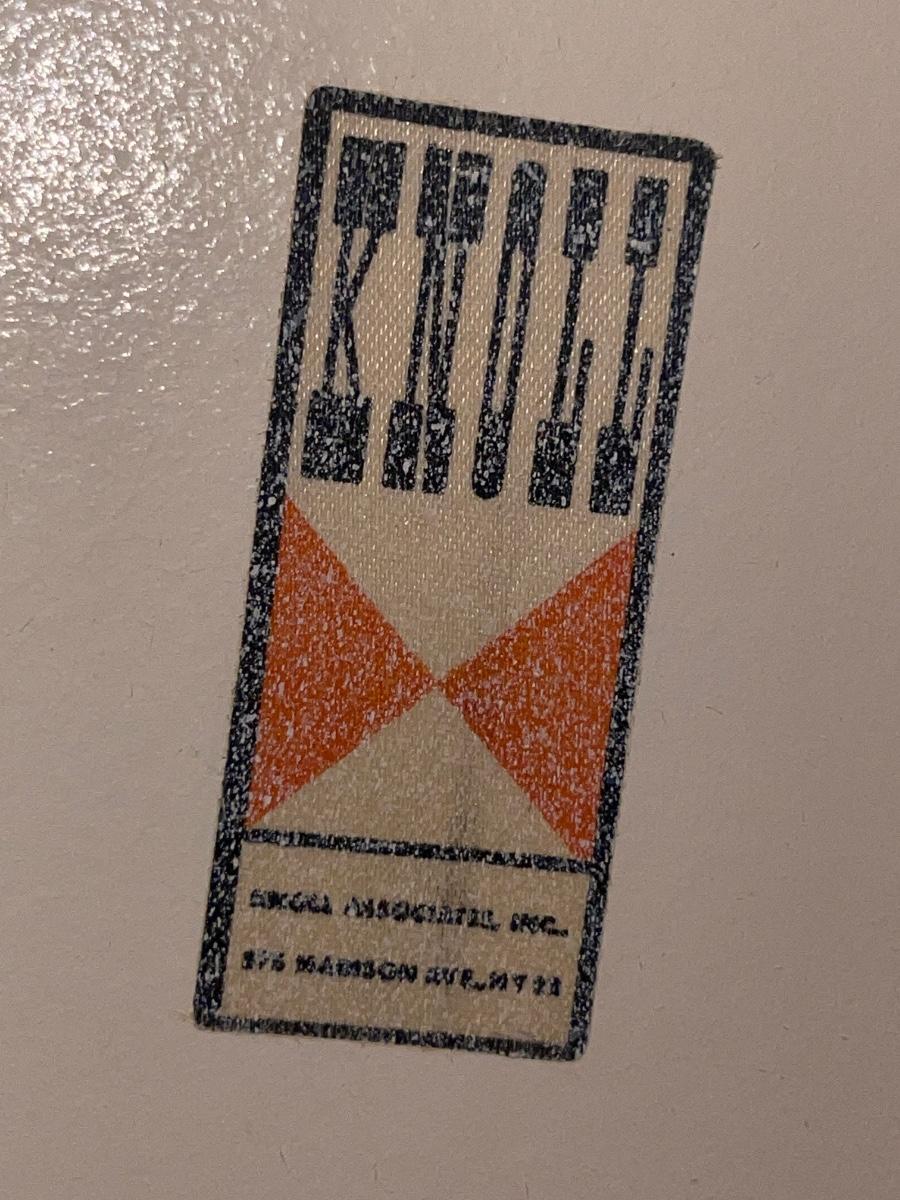 KNOLL
KNOLL ASSOCIATES, INC.
575 MADISON AVE., NY 22